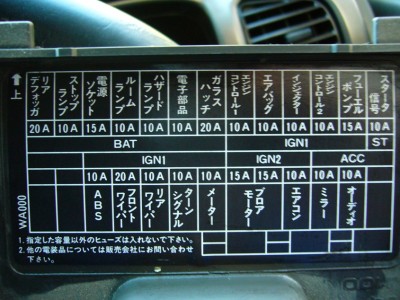 ⇧上
リアデフォッガ
ストップランプ
電源ソケット
ルームランプ
ハザードランプ
電子部品
ガラスハッチ
エンジンコントロール1
エアバッグ
インジェクター
エンジンコントロール2
フューエルポンプ
スタータ信号
20A 10A 15A 10A 10A 10A 20A 10A 10A 10A 10A 15A 10A
BAT IGN1 ST
IGN1 IGN2 ACC
10A 20A 10A 10A 10A 15A 15A 10A 10A 10A
ABS
フロントワイパー
リアワイパー
ターンシグナル
メーター
ブロアモーター
エアコン
ミラー
オーディオ
WA000
1.指定した容量以外のヒューズは入れないで下さい。
2.他の電装品については販売会社にお問い合わせ下さい。